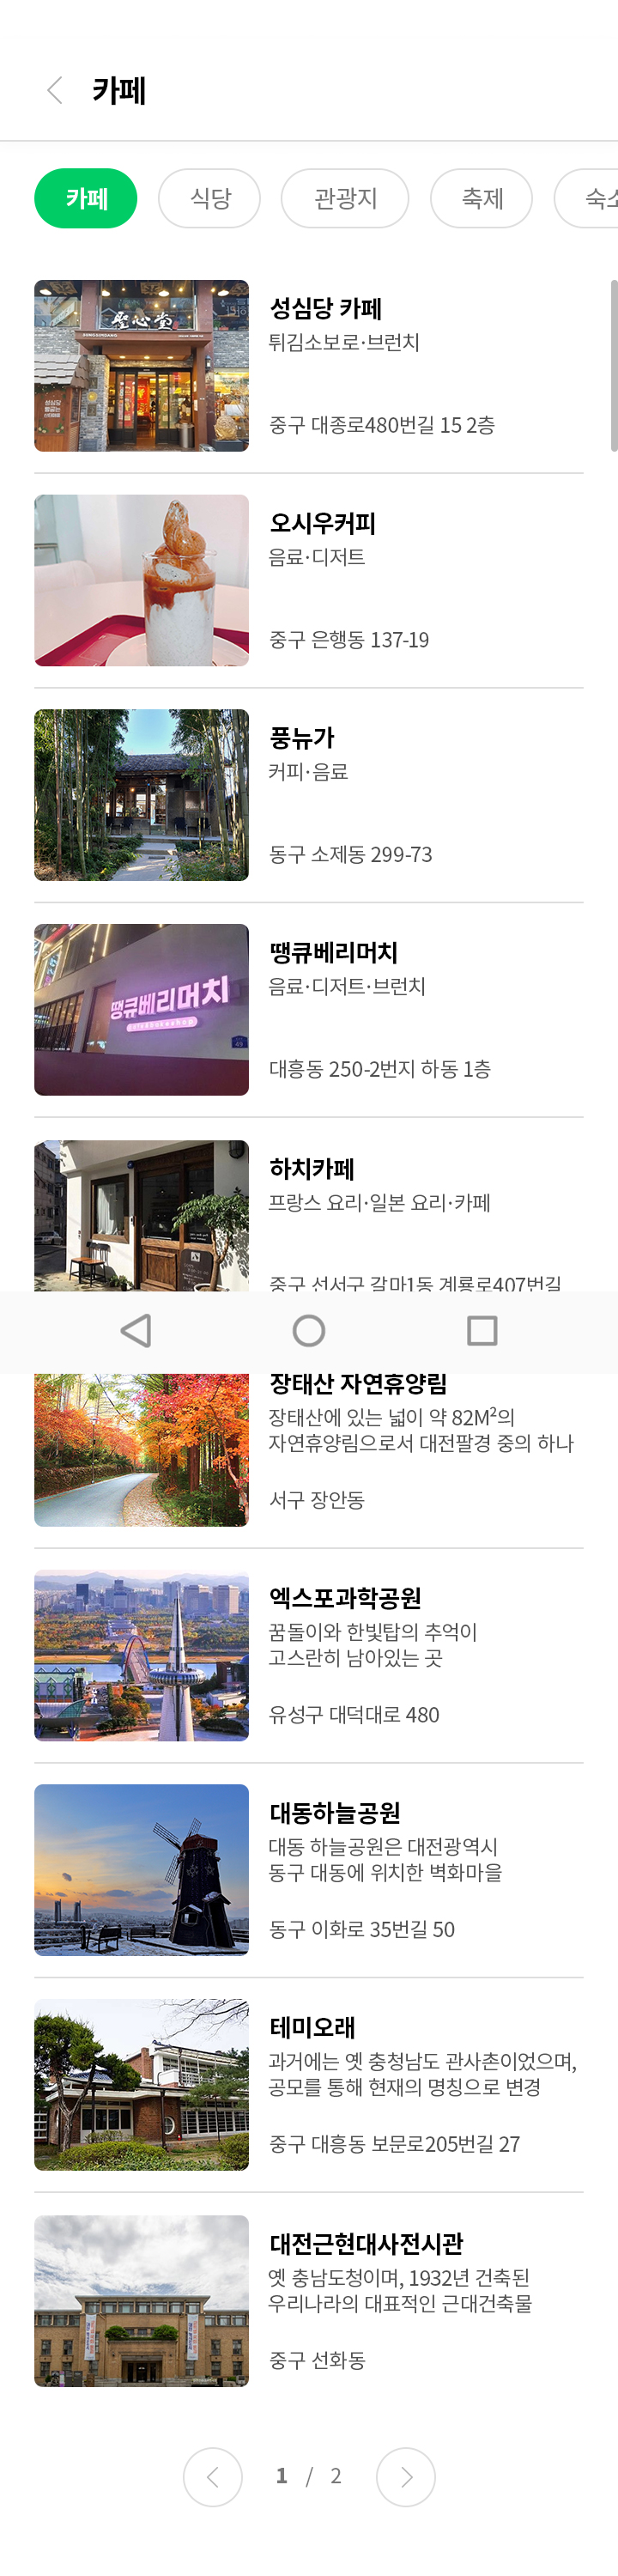 카페
카페 식당 관광지 축제 숙소
聖心堂
SUNGSIMDANG
성심당 카페
튀김소보로·브런치
중구 대종로480번길 15 2층
오시우커피
음료·디저트
중구 은행동 137-19
풍뉴가
커피·음료
동구 소제동 299-73
땡큐베리머치
땡큐베리머치
음료·디저트·브런치
대흥동 250-2번지 하동 1층
하치카페
프랑스 요리·일본 요리·카페
중구 선서구 갈마1동 계룡로407번길
장태산 자연휴양림
장태산에 있는 넓이 약 82M²의
자연휴양림으로서 대전팔경 중의 하나
서구 장안동
엑스포과학공원
꿈돌이와 한빛탑의 추억이
고스란히 남아있는 곳
유성구 대덕대로 480
대동하늘공원
대동 하늘공원은 대전광역시
동구 대동에 위치한 벽화마을
동구 이화로 35번길 50
테미오래
과거에는 옛 충청남도 관사촌이었으며,
공모를 통해 현재의 명칭으로 변경
중구 대흥동 보문로205번길 27
대전근현대사전시관
옛 충남도청이며, 1932년 건축된
우리나라의 대표적인 근대건축물
중구 선화동
1 / 2